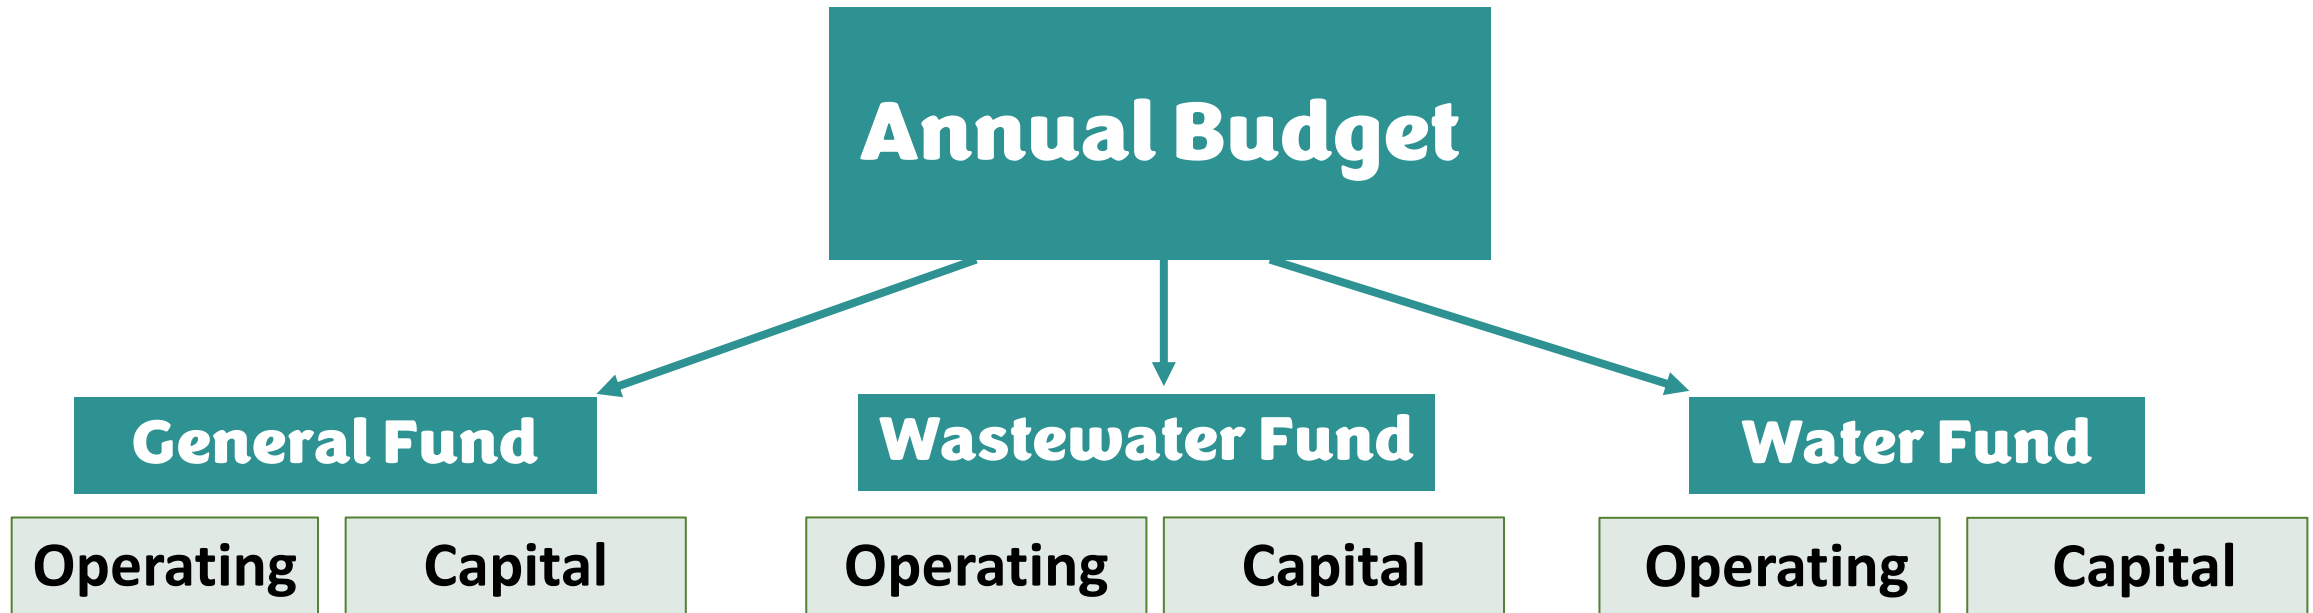 Annual Budget
General Fund
Wastewater Fund
Water Fund
Operating
Capital
Operating
Capital
Operating
Capital